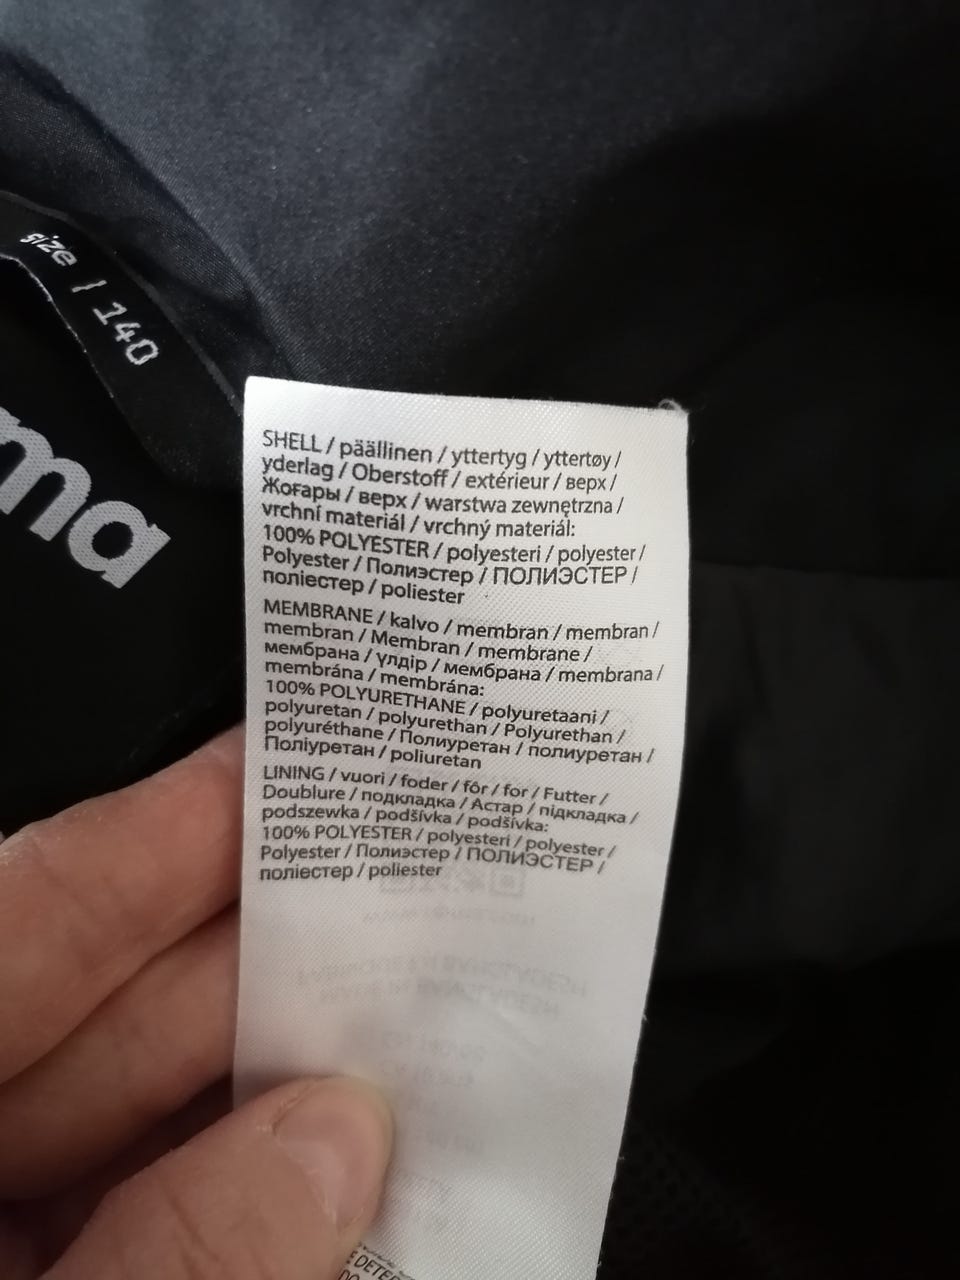 size / 140
ma
SHELL / päällinen / yttertyg / yttertøy /
yderlag / Oberstoff / extérieur / верх /
Жоғары / верх / warstwa zewnętrzna /
vrchní materiál / vrchný materiál:
100% POLYESTER / polyesteri / polyester /
Polyester / Полиэстер / ПОЛИЭСТЕР /
поліестер / poliester
MEMBRANE / kalvo / membran / membran /
membran / Membran / membrane /
мембрана / үлдір / мембрана / membrana /
membrána / membrána:
100% POLYURETHANE / polyuretaani /
polyuretan / polyurethan / Polyurethan /
polyuréthane / Полиуретан / полиуретан /
Поліуретан / poliuretan
LINING / vuori / foder / fôr / for / Futter /
Doublure / подкладка / Астар / підкладка /
podszewka / podšívka / podšívka:
100% POLYESTER / polyesteri / polyester /
Polyester / Полиэстер / ПОЛИЭСТЕР /
поліестер / poliester